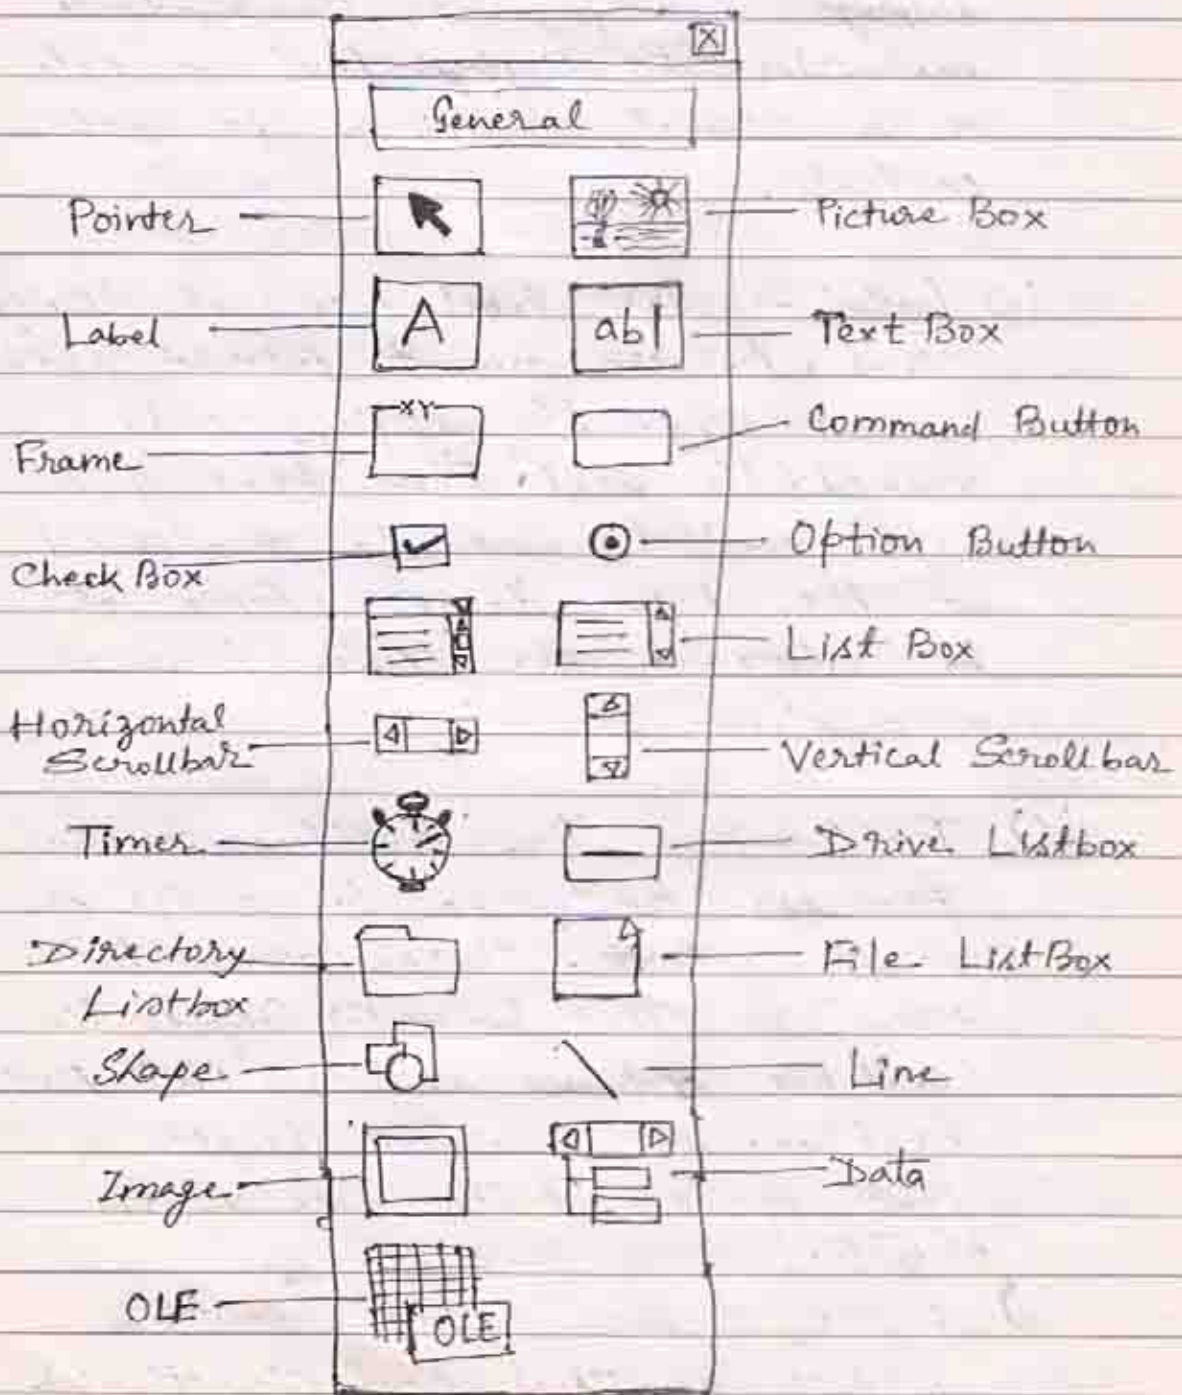 X
General
Pointer
Picture Box
Label
A
abl
Text Box
XY
Frame
Command Button
Check Box
Option Button
List Box
Horizontal
Scrollbar
Vertical Scrollbar
Timer
Drive Listbox
Directory
Listbox
File ListBox
Shape
Line
Image
Data
OLE
OLE